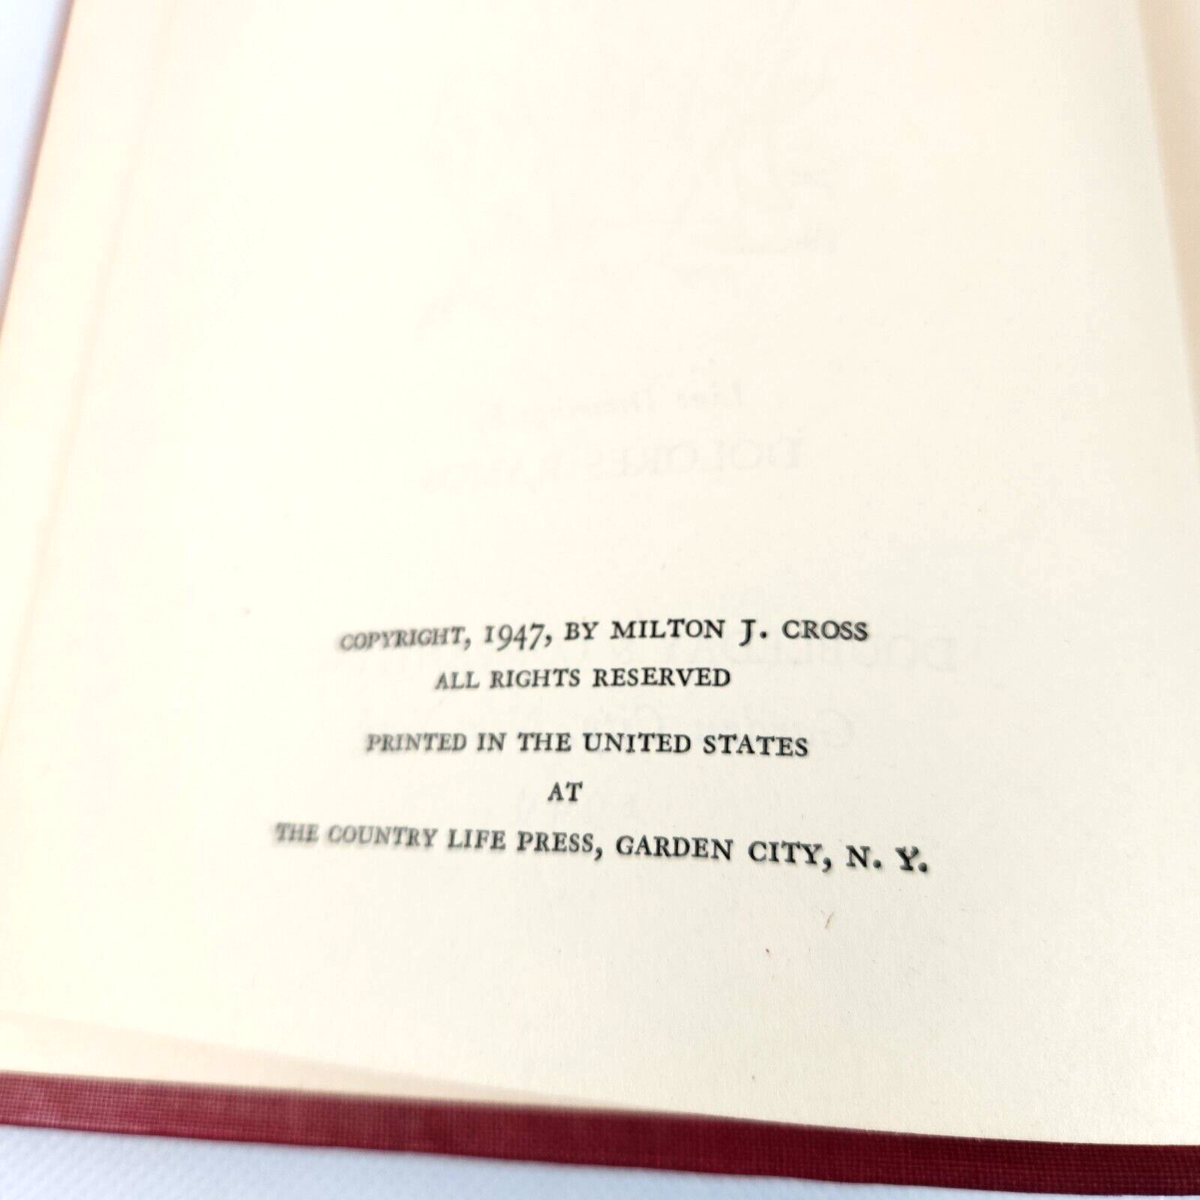 COPYRIGHT, 1947, BY MILTON J. CROSS
ALL RIGHTS RESERVED
PRINTED IN THE UNITED STATES
AT
THE COUNTRY LIFE PRESS, GARDEN CITY, N. Y.